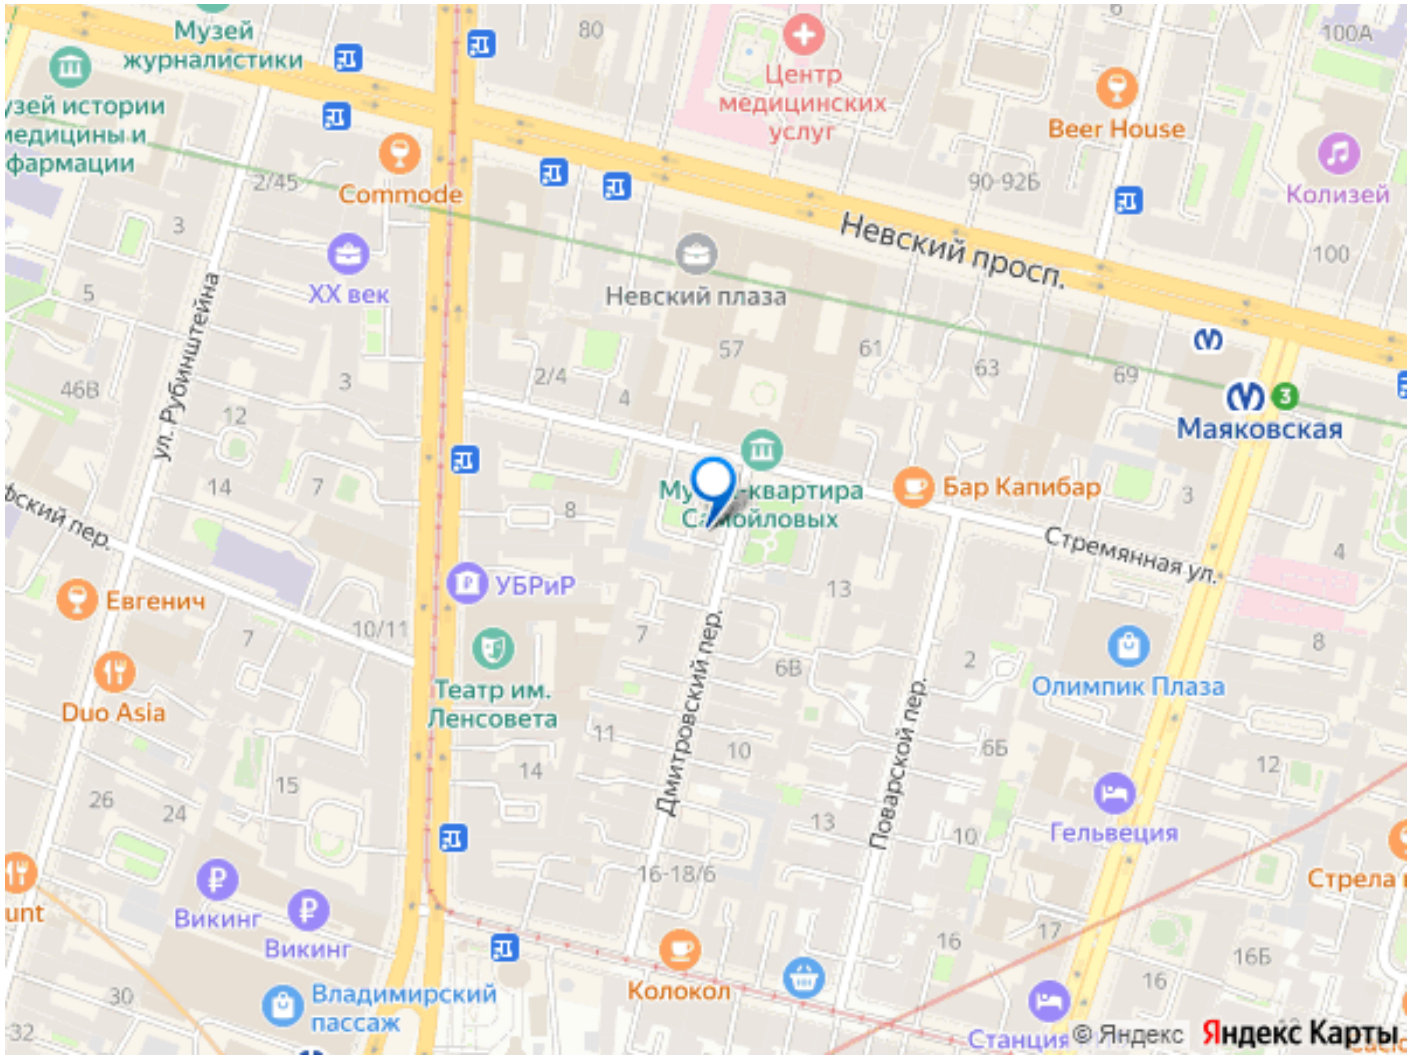 Музей
журналистики
80
6
100А
Центр
медицинских
услуг
Beer House
узей истории
медицины и
фармации
Commode
2/45
90-92Б
Колизей
3
Невский просп.
100
XX век
Невский плаза
5
ул. Рубинштейна
57
61
63
69
3
Маяковская
46В
3
2/4
4
12
14
7
8
Самойловых
Бар Капибар
3
Стремянная ул.
4
фский пер.
УБРиР
13
Евгенич
7
10/11
7
Дмитровский пер.
6В
2
8
Олимпик Плаза
Duo Asia
Театр им.
Ленсовета
Поварской пер.
11
10
6Б
12
14
15
26
24
13
10
Гельвеция
16-18/6
Стрела
unt
Викинг
Викинг
16
17
16Б
Колокол
16
30
Владимирский
пассаж
32
Станция
© Яндекс
Яндекс Карты